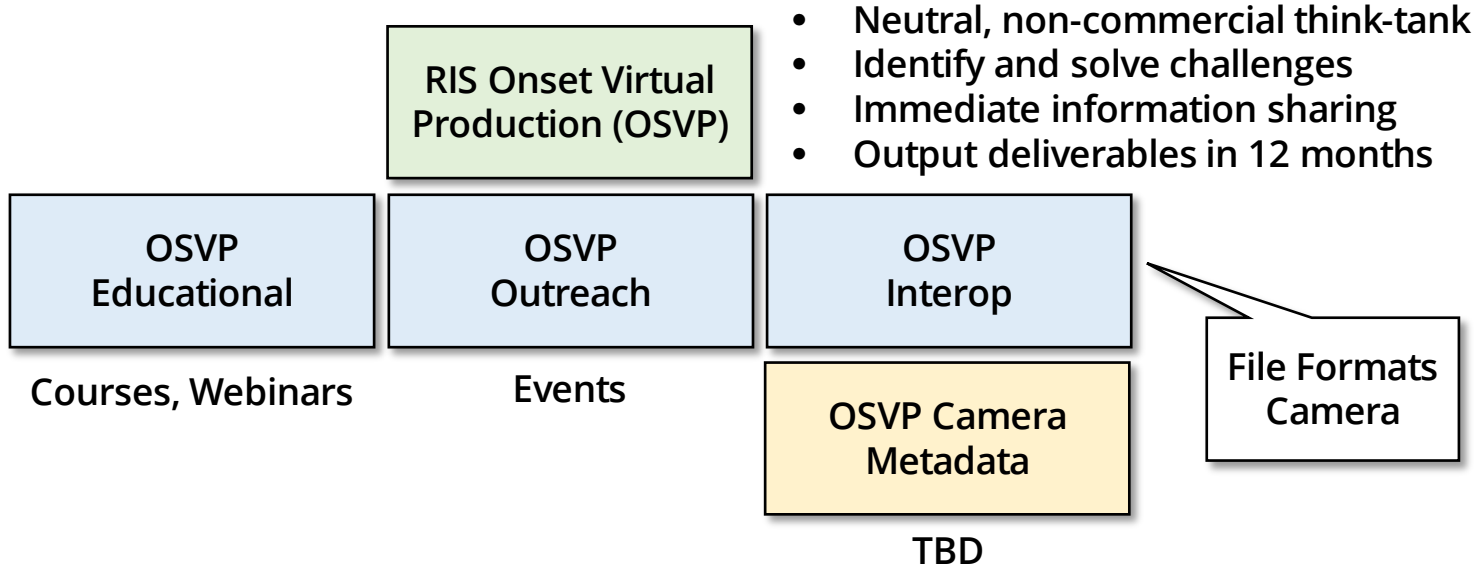 RIS Onset Virtual
Production (OSVP)
• Neutral, non-commercial think-tank
• Identify and solve challenges
• Immediate information sharing
• Output deliverables in 12 months
OSVP
Educational
OSVP
Outreach
OSVP
Interop
Courses, Webinars
Events
OSVP Camera
Metadata
File Formats
Camera
TBD